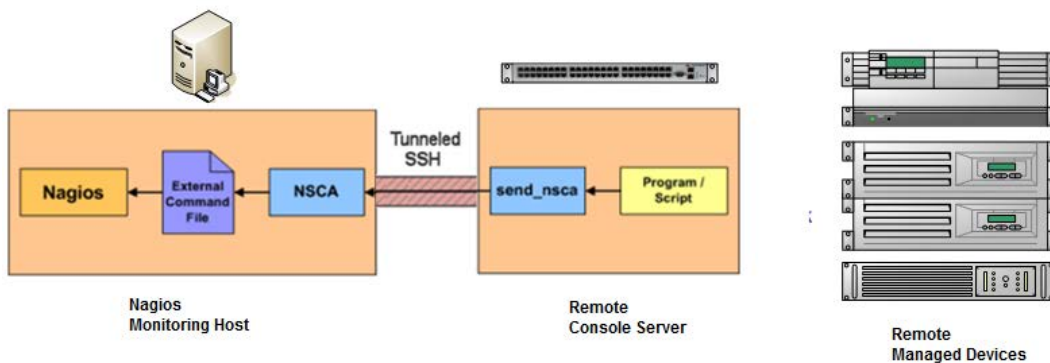 Tunneled
SSH
Nagios
External
Command
File
NSCA
send_nsca
Program /
Script
Nagios
Monitoring Host
Remote
Console Server
Remote
Managed Devices